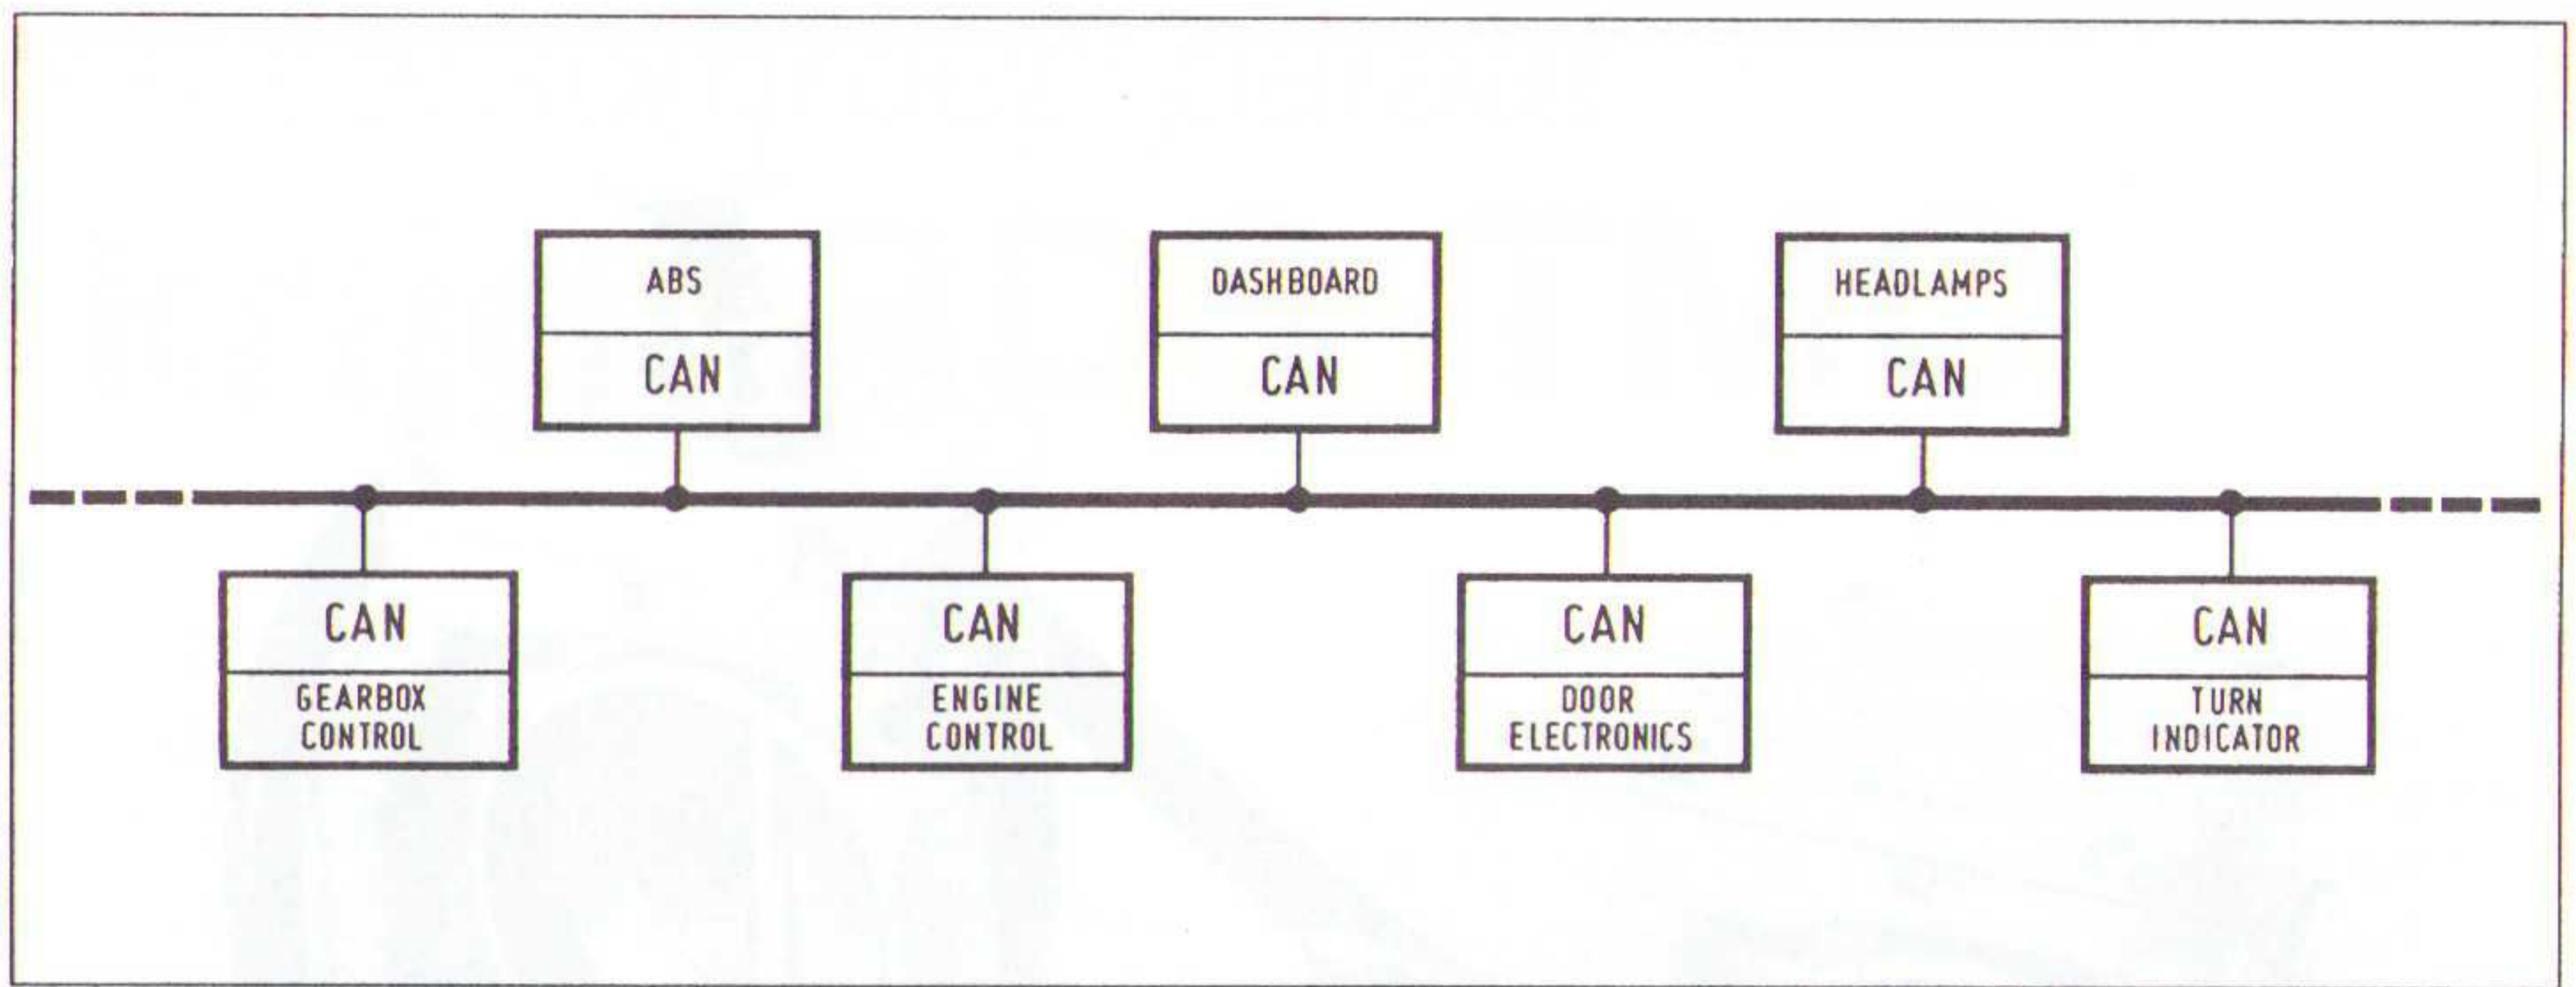 ABS
CAN
DASHBOARD
CAN
HEADLAMPS
CAN
CAN
GEARBOX
CONTROL
CAN
ENGINE
CONTROL
CAN
DOOR
ELECTRONICS
CAN
TURN
INDICATOR